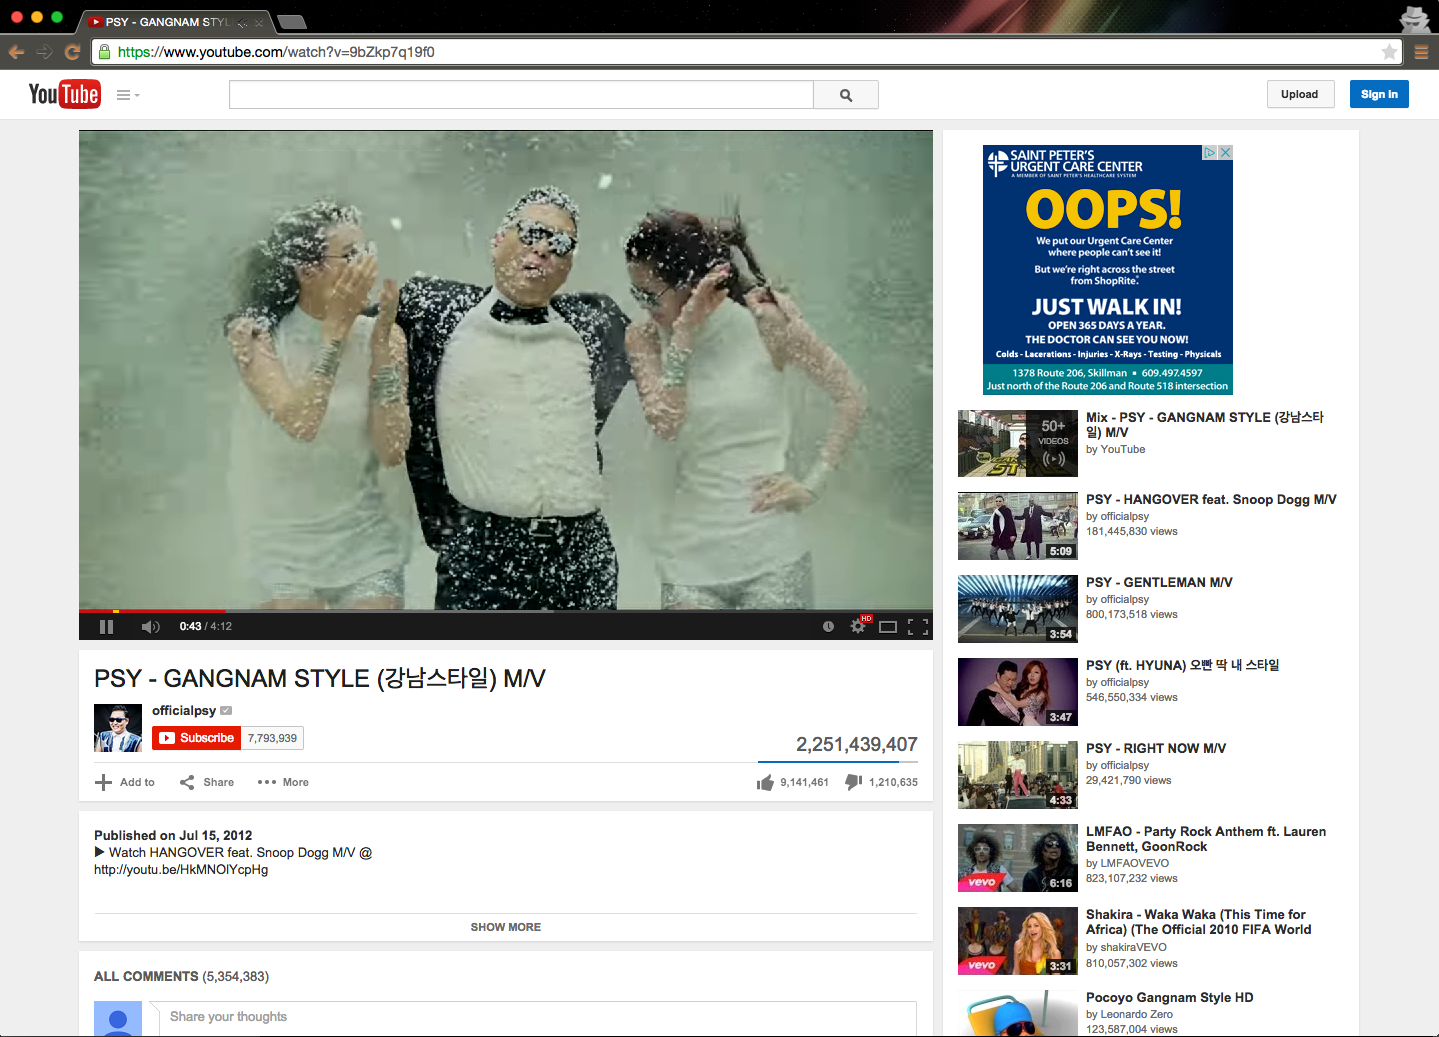 PSY - GANGNAM STYL
https://www.youtube.com/watch?v=9bZkp7q19f0
YouTube
Upload
Sign in
0:43 / 4:12
HD
PSY - GANGNAM STYLE (강남스타일) M/V
officialpsy
Subscribe 7,793,939
2,251,439,407
Add to
Share
More
9,141,461
1,210,635
Published on Jul 15, 2012
▶ Watch HANGOVER feat. Snoop Dogg M/V @
http://youtu.be/HkMNOlYcpHg
SHOW MORE
ALL COMMENTS (5,354,383)
Share your thoughts
SAINT PETER'S
URGENT CARE CENTER
A MEMBER OF SAINT PETER'S HEALTHCARE SYSTEM
OOPS!
We put our Urgent Care Center
where people can't see it!
But we're right across the street
from ShopRite.
JUST WALK IN!
OPEN 365 DAYS A YEAR.
THE DOCTOR CAN SEE YOU NOW!
Colds - Lacerations - Injuries - X-Rays - Testing - Physicals
1378 Route 206, Skillman • 609.497.4597
Just north of the Route 206 and Route 518 intersection
50+
VIDEOS
Mix - PSY - GANGNAM STYLE (강남스타
일) M/V
by YouTube
5:09
PSY - HANGOVER feat. Snoop Dogg M/V
by officialpsy
181,445,830 views
3:54
PSY - GENTLEMAN M/V
by officialpsy
800,173,518 views
3:47
PSY (ft. HYUNA) 오빤 딱 내 스타일
by officialpsy
546,550,334 views
4:33
PSY - RIGHT NOW M/V
by officialpsy
29,421,790 views
vevo
6:16
LMFAO - Party Rock Anthem ft. Lauren
Bennett, GoonRock
by LMFAOVEVO
823,107,232 views
vevo
3:31
Shakira - Waka Waka (This Time for
Africa) (The Official 2010 FIFA World
by shakiraVEVO
810,057,302 views
Pocoyo Gangnam Style HD
by Leonardo Zero
123,587,004 views